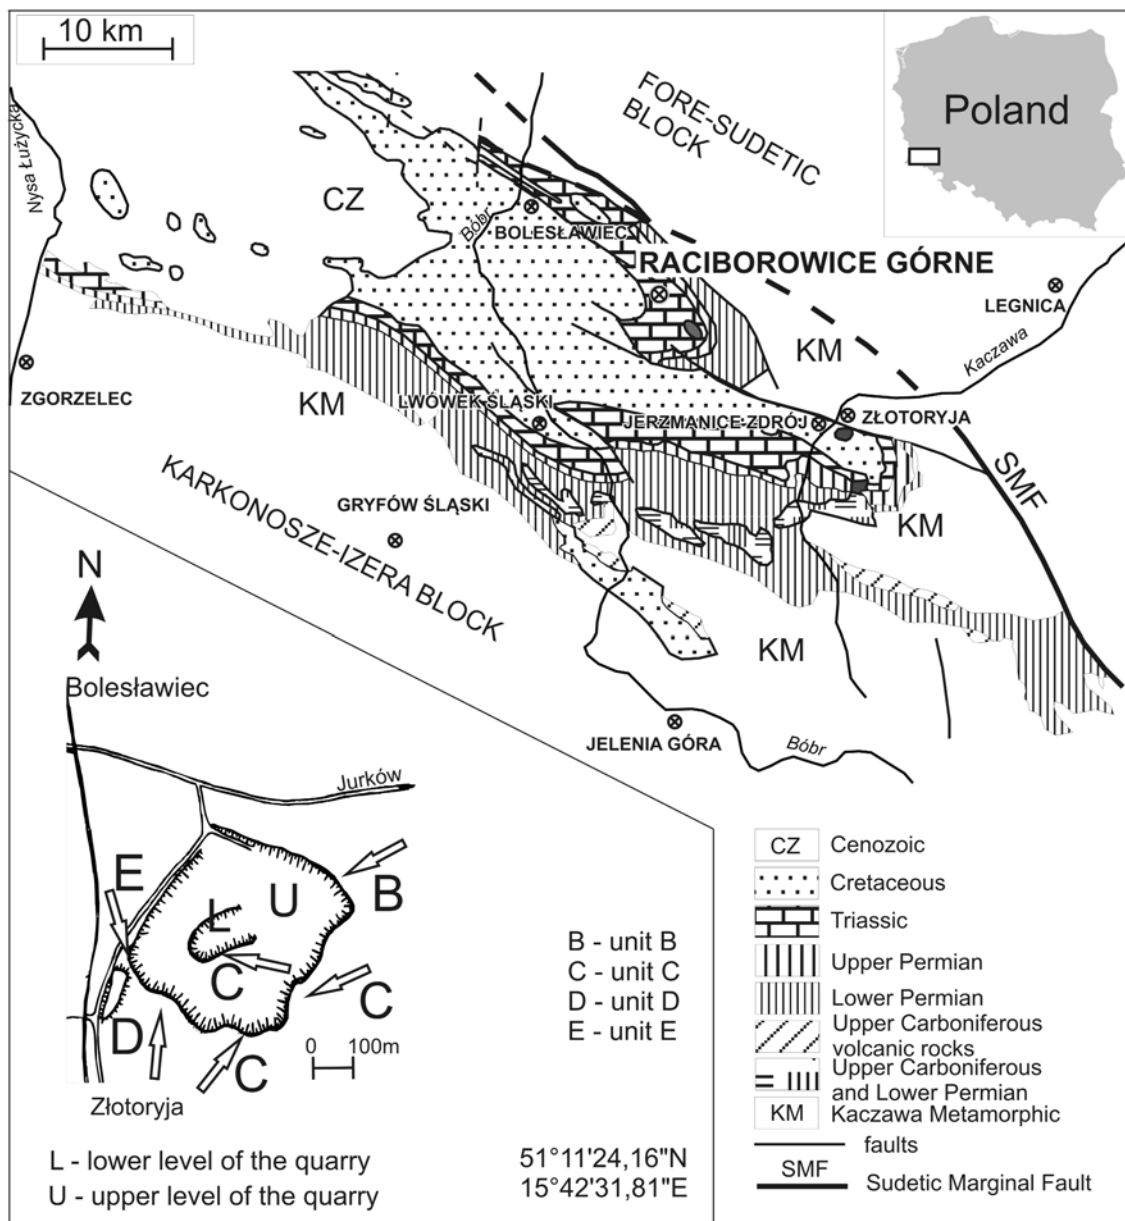 10 km
Poland
FORE-SUDETIC
BLOCK
Nysa Łużycka
CZ
Bóbr
BOLESŁAWIEC
RACIBOROWICE GÓRNE
LEGNICA
KM
Kaczawa
ZGORZELEC
KM
LWÓWEK ŚLĄSKI
JERZMANICE-ZDRÓJ
ZŁOTORYJA
SMF
KARKONOSZE-IZERA BLOCK
GRYFÓW ŚLĄSKI
KM
KM
JELENIA GÓRA
Bóbr
N
Bolesławiec
Jurków
E
B
U
L
C
C
D
C
0 100m
Złotoryja
B - unit B
C - unit C
D - unit D
E - unit E
L - lower level of the quarry
U - upper level of the quarry
51°11'24,16"N
15°42'31,81"E
CZ Cenozoic
Cretaceous
Triassic
Upper Permian
Lower Permian
Upper Carboniferous
volcanic rocks
Upper Carboniferous
and Lower Permian
KM Kaczawa Metamorphic
faults
SMF Sudetic Marginal Fault